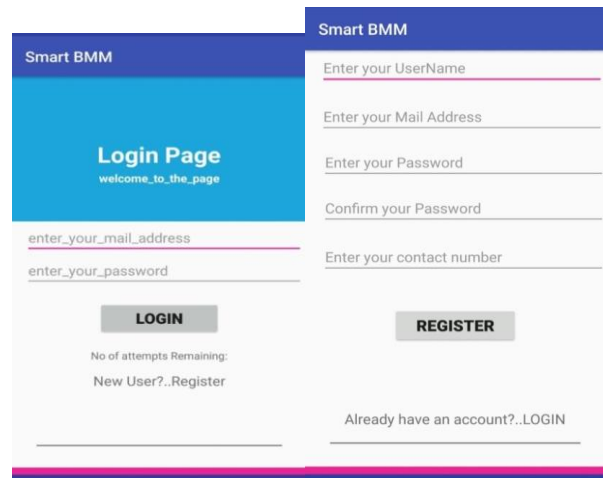 Smart BMM
Login Page
welcome_to_the_page
enter_your_mail_address
enter_your_password
LOGIN
No of attempts Remaining:
New User?..Register
Smart BMM
Enter your UserName
Enter your Mail Address
Enter your Password
Confirm your Password
Enter your contact number
REGISTER
Already have an account?..LOGIN